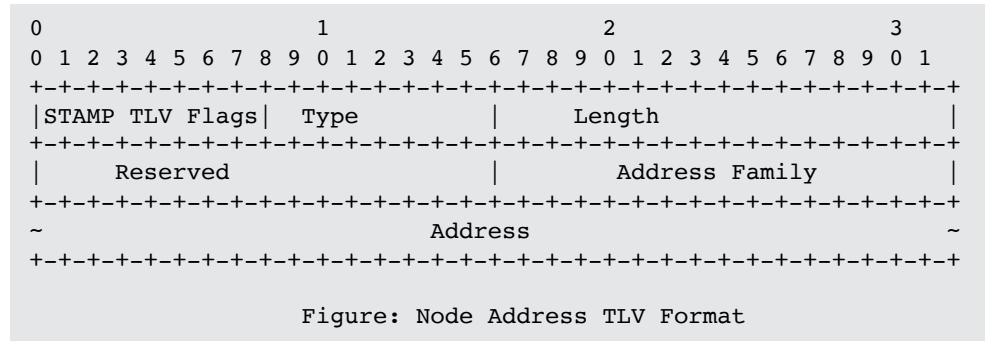 0                   1                   2                   3
0 1 2 3 4 5 6 7 8 9 0 1 2 3 4 5 6 7 8 9 0 1 2 3 4 5 6 7 8 9 0 1
+-+-+-+-+-+-+-+-+-+-+-+-+-+-+-+-+-+-+-+-+-+-+-+-+-+-+-+-+-+-+-+-+
|STAMP TLV Flags|  Type         |     Length                    |
+-+-+-+-+-+-+-+-+-+-+-+-+-+-+-+-+-+-+-+-+-+-+-+-+-+-+-+-+-+-+-+-+
|     Reserved                  |        Address Family         |
+-+-+-+-+-+-+-+-+-+-+-+-+-+-+-+-+-+-+-+-+-+-+-+-+-+-+-+-+-+-+-+-+
~                           Address                             ~
+-+-+-+-+-+-+-+-+-+-+-+-+-+-+-+-+-+-+-+-+-+-+-+-+-+-+-+-+-+-+-+-+
Figure: Node Address TLV Format